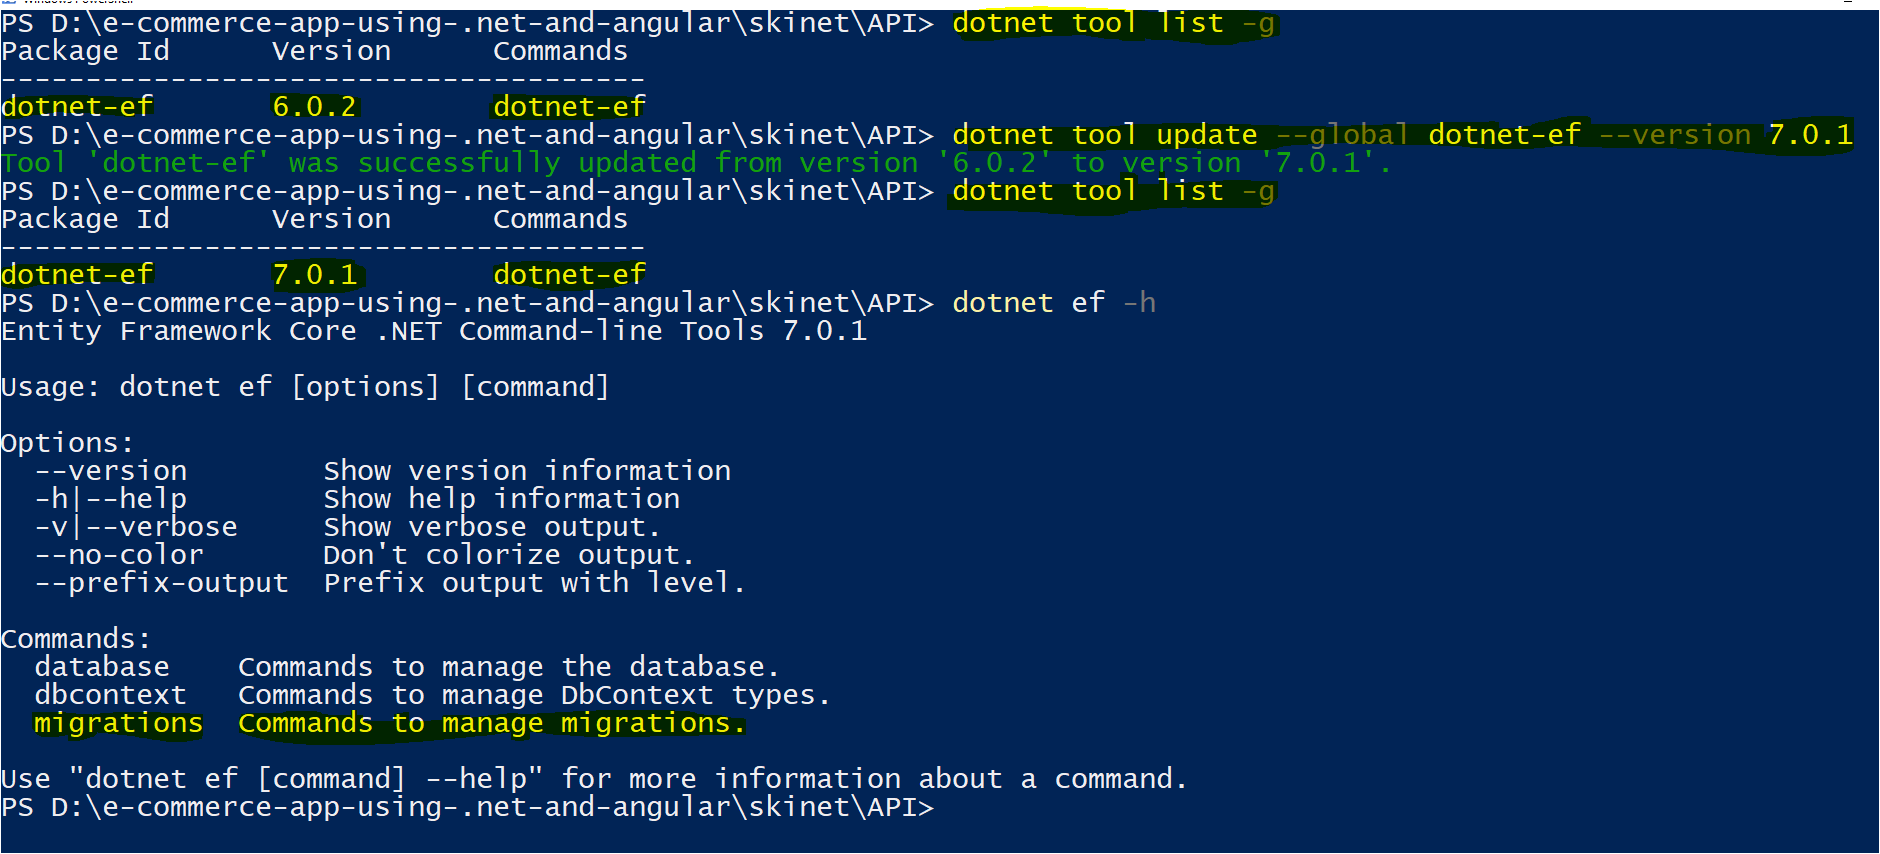 PS D:\e-commerce-app-using-.net-and-angular\skinet\API> dotnet tool list -g
Package Id      Version      Commands
--------------------------------------
dotnet-ef       6.0.2        dotnet-ef
PS D:\e-commerce-app-using-.net-and-angular\skinet\API> dotnet tool update --global dotnet-ef --version 7.0.1
Tool 'dotnet-ef' was successfully updated from version '6.0.2' to version '7.0.1'.
PS D:\e-commerce-app-using-.net-and-angular\skinet\API> dotnet tool list -g
Package Id      Version      Commands
--------------------------------------
dotnet-ef       7.0.1        dotnet-ef
PS D:\e-commerce-app-using-.net-and-angular\skinet\API> dotnet ef -h
Entity Framework Core .NET Command-line Tools 7.0.1
Usage: dotnet ef [options] [command]
Options:
  --version        Show version information
  -h|--help        Show help information
  -v|--verbose     Show verbose output.
  --no-color       Don't colorize output.
  --prefix-output  Prefix output with level.
Commands:
  database    Commands to manage the database.
  dbcontext   Commands to manage DbContext types.
  migrations  Commands to manage migrations.
Use "dotnet ef [command] --help" for more information about a command.
PS D:\e-commerce-app-using-.net-and-angular\skinet\API>